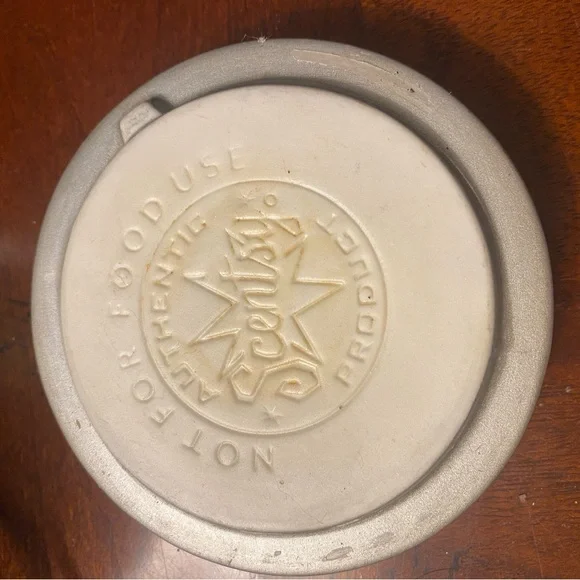 NOT FOR FOOD USE
AUTHENTIC
Scentsy
PRODUCT